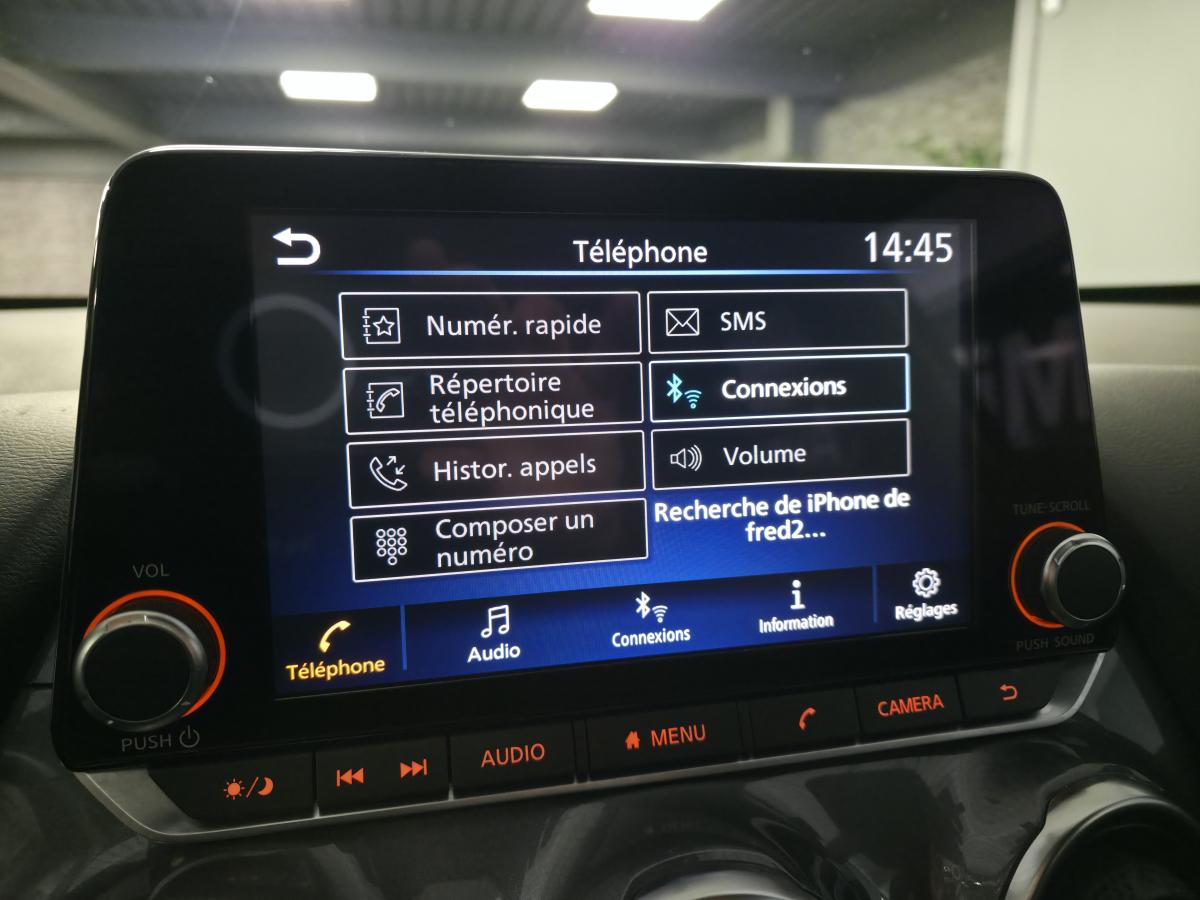 Téléphone
14:45
Numér. rapide
SMS
Répertoire
téléphonique
Connexions
Histor. appels
Volume
Composer un
numéro
Recherche de iPhone de
fred2...
Téléphone
Audio
Connexions
Information
Réglages
VOL
PUSH
TUNE·SCROLL
PUSH SOUND
AUDIO
MENU
CAMERA